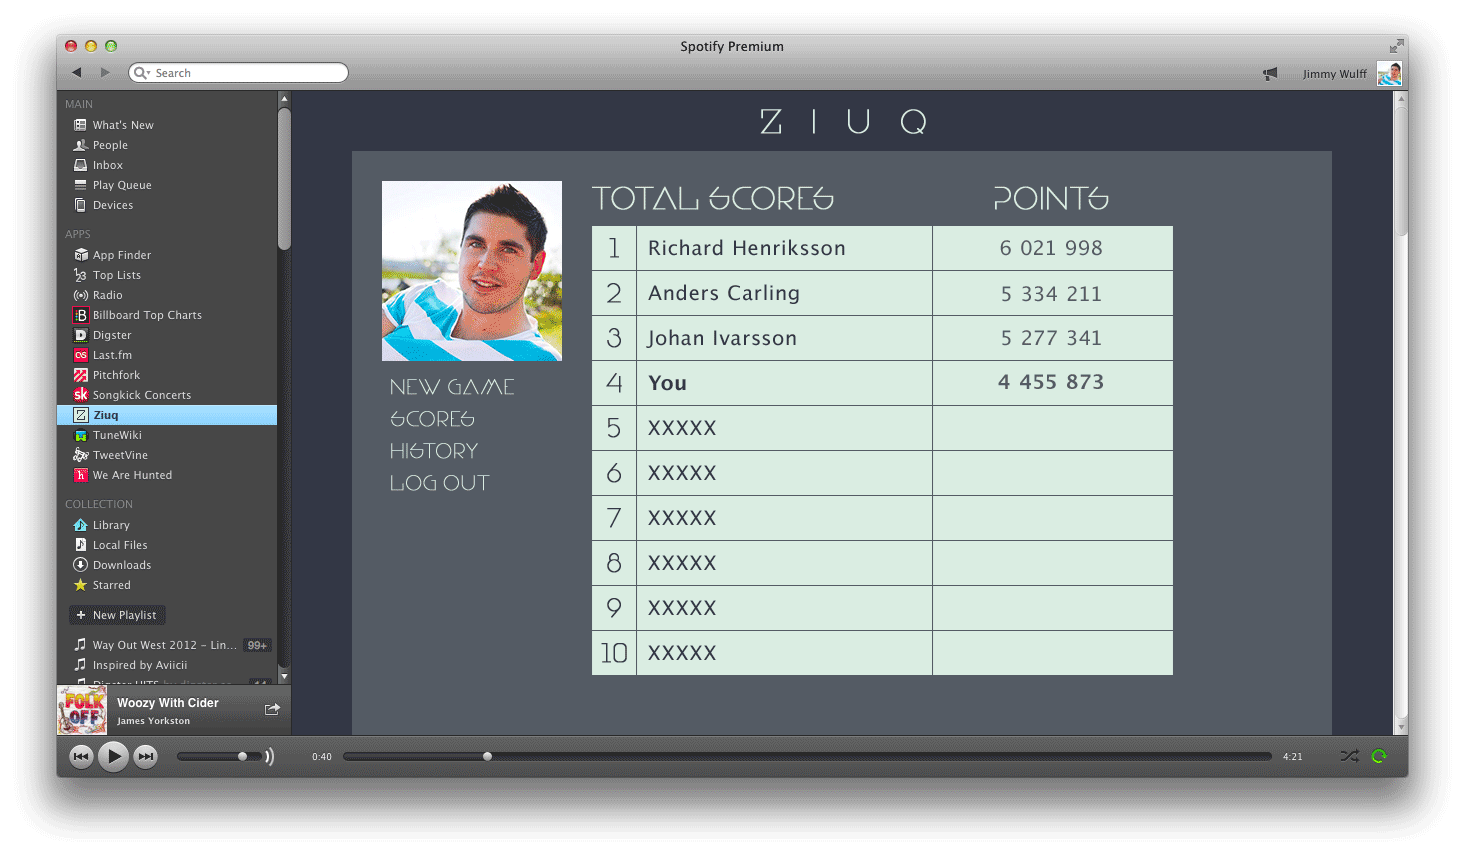 Spotify Premium
Search
Jimmy Wulff
MAIN
What's New
People
Inbox
Play Queue
Devices
APPS
App Finder
Top Lists
Radio
Billboard Top Charts
Digster
Last.fm
Pitchfork
Songkick Concerts
Ziuq
TuneWiki
TweetVine
We Are Hunted
COLLECTION
Library
Local Files
Downloads
Starred
+ New Playlist
Way Out West 2012 – Lin... 99+
Inspired by Aviicii
Digster HITS
FOLK OFF
Woozy With Cider
James Yorkston
ZIUQ
NEW GAME
SCORES
HISTORY
LOG OUT
TOTAL SCORES POINTS
1 Richard Henriksson 6 021 998
2 Anders Carling 5 334 211
3 Johan Ivarsson 5 277 341
4 You 4 455 873
5 XXXXX
6 XXXXX
7 XXXXX
8 XXXXX
9 XXXXX
10 XXXXX
0:40 4:21